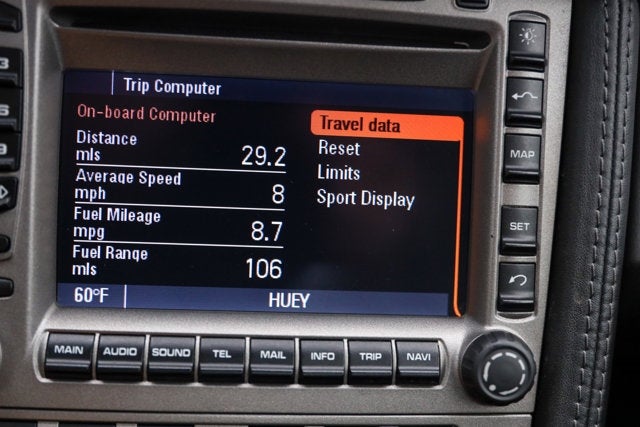 Trip Computer
On-board Computer
Distance
mls 29.2
Average Speed
mph 8
Fuel Mileage
mpg 8.7
Fuel Range
mls 106
Travel data
Reset
Limits
Sport Display
60°F HUEY
MAP
SET
MAIN AUDIO SOUND TEL MAIL INFO TRIP NAVI
3
6